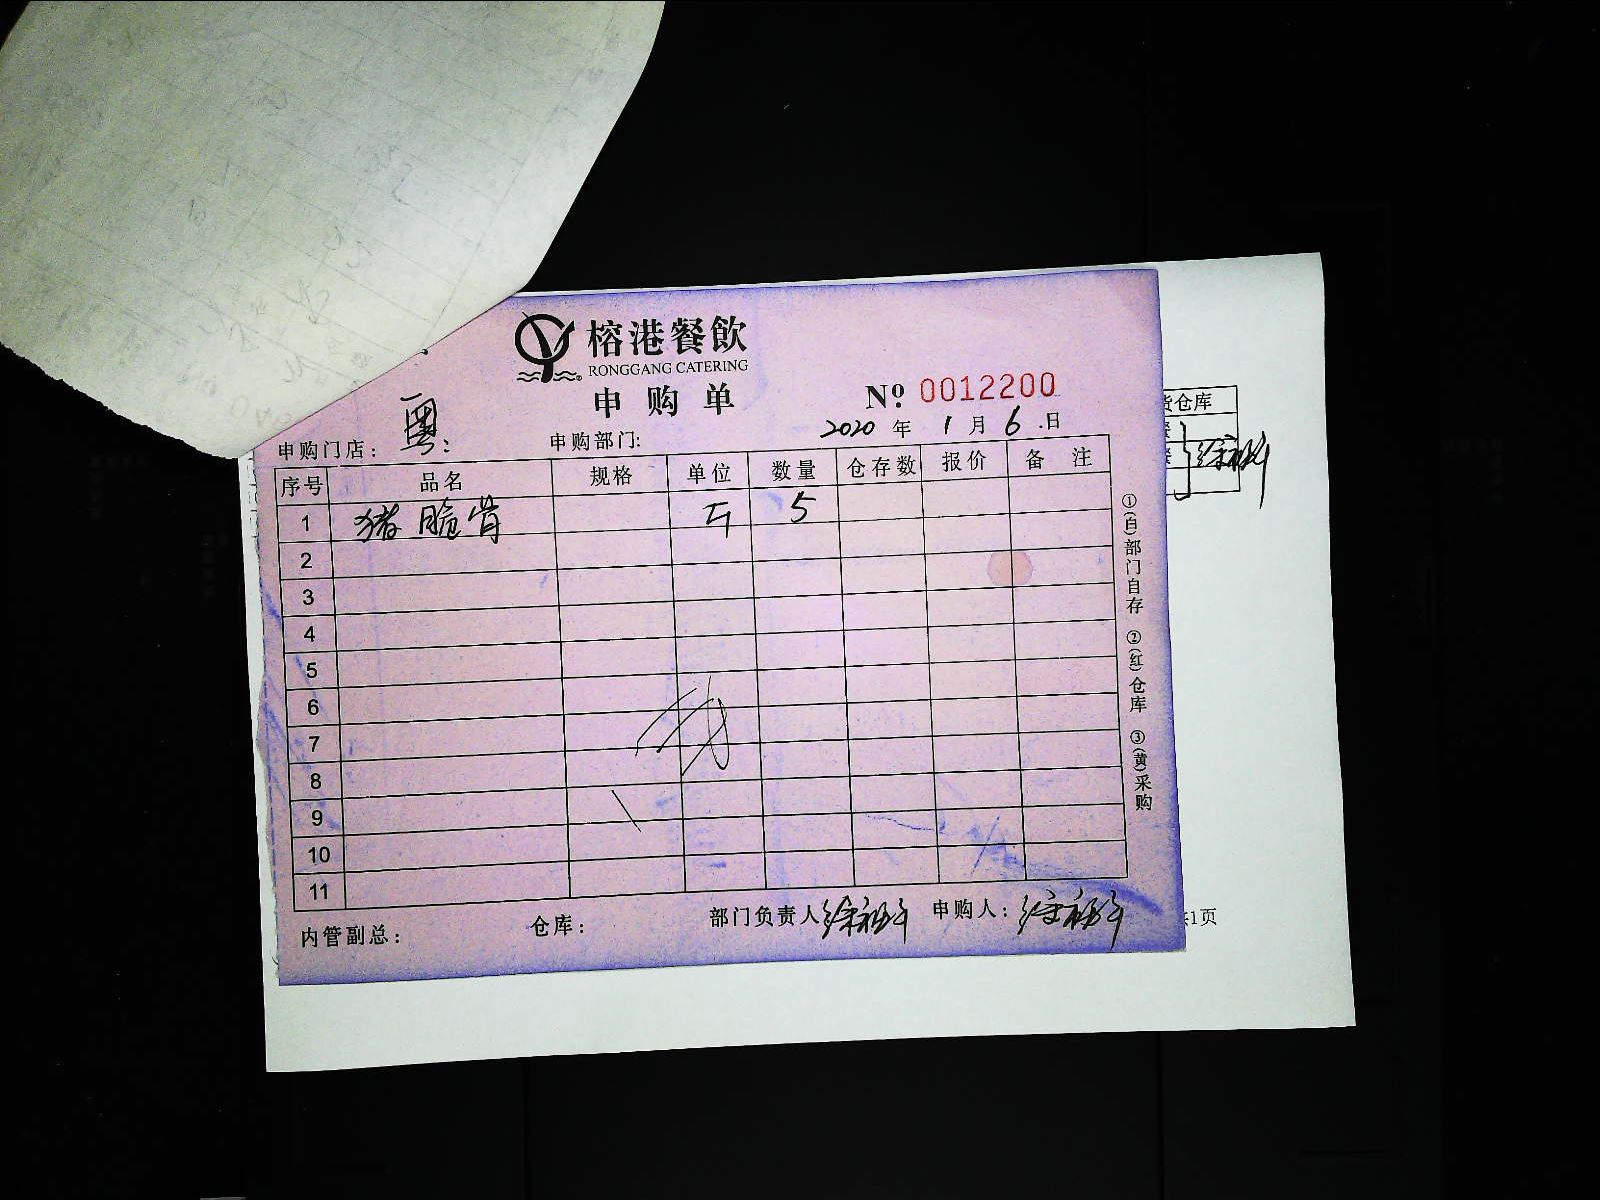 榕港餐飲
RONGGANG CATERING
申购单
№ 0012200
申购门店： 粤
申购部门:
2020 年 1 月 6 日
序号 品名 规格 单位 数量 仓存数 报价 备 注
1 猪脆骨 斤 5
2
3
4
5
6
7
8
9
10
11
内管副总： 仓库： 部门负责人 申购人：
①(白)部门自存 ②(红)仓库 ③(黄)采购
货仓库
1页